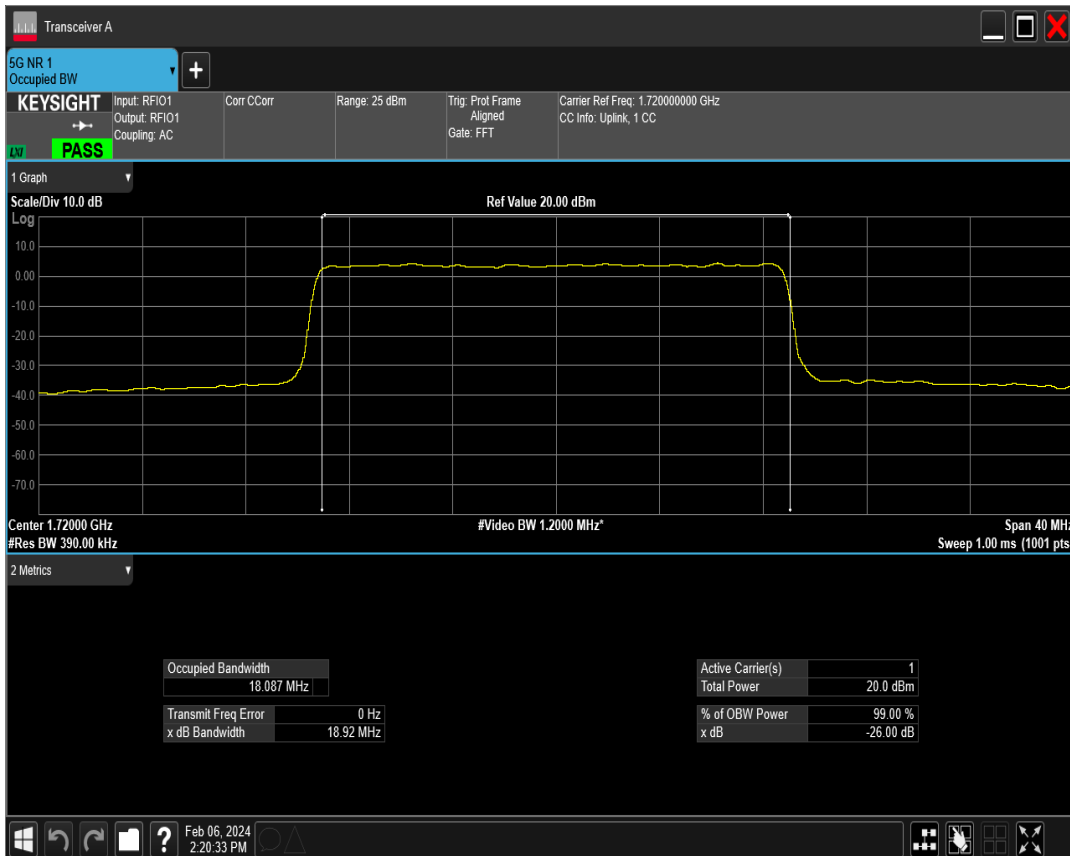 Transceiver A
5G NR 1
Occupied BW
KEYSIGHT
Input: RFIO1
Output: RFIO1
Coupling: AC
Corr CCorr
Range: 25 dBm
Trig: Prot Frame
Aligned
Gate: FFT
Carrier Ref Freq: 1.720000000 GHz
CC Info: Uplink, 1 CC
LXI
PASS
1 Graph
Scale/Div 10.0 dB
Ref Value 20.00 dBm
Log
10.0
0.00
-10.0
-20.0
-30.0
-40.0
-50.0
-60.0
-70.0
Center 1.72000 GHz
#Video BW 1.2000 MHz*
Span 40 MHz
#Res BW 390.00 kHz
Sweep 1.00 ms (1001 pts
2 Metrics
Occupied Bandwidth
18.087 MHz
Transmit Freq Error 0 Hz
x dB Bandwidth 18.92 MHz
Active Carrier(s) 1
Total Power 20.0 dBm
% of OBW Power 99.00 %
x dB -26.00 dB
?
Feb 06, 2024
2:20:33 PM